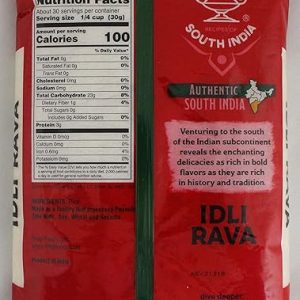 Nutrition Facts
About 30 servings per container
Serving size 1/4 cup (30g)
Amount per serving
Calories 100
% Daily Value*
Total Fat 0g 0%
Saturated Fat 0g 0%
Trans Fat 0g
Cholesterol 0mg 0%
Sodium 0mg 0%
Total Carbohydrate 23g 8%
Dietary Fiber 1g 4%
Total Sugars 0g
Includes 0g Added Sugars 0%
Protein 3g
Vitamin D 0mcg 0%
Calcium 0mg 0%
Iron 0.6mg 4%
Potassium 0mg 0%
IDLI RAVA
RECIPES OF
SOUTH INDIA
AUTHENTIC
SOUTH INDIA
Venturing to the south
of the Indian subcontinent
reveals the enchanting
delicacies as rich in bold
flavors as they are rich
in history and tradition.
IDLI
RAVA